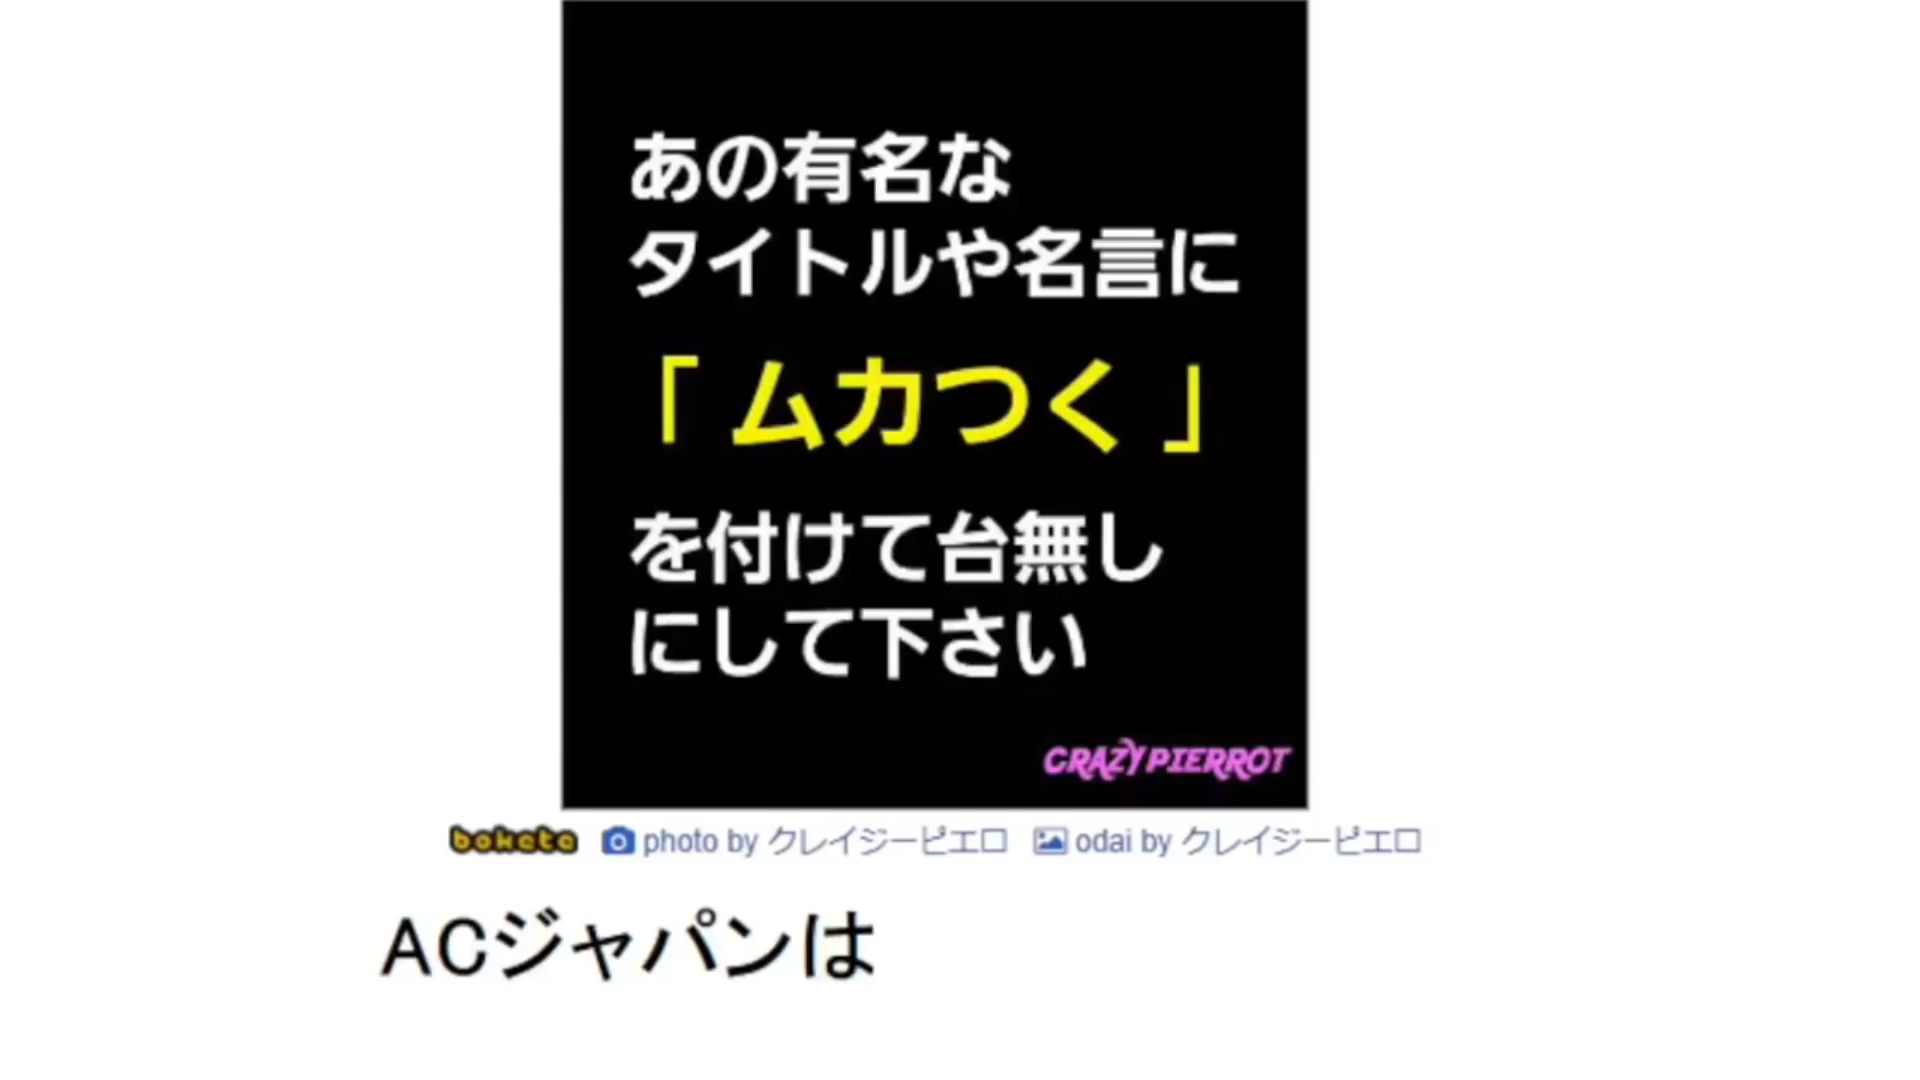 あの有名な
タイトルや名言に
「ムカつく」
を付けて台無し
にして下さい
CRAZY PIERROT
bokete photo by クレイジーピエロ odai by クレイジーピエロ
ACジャパンは